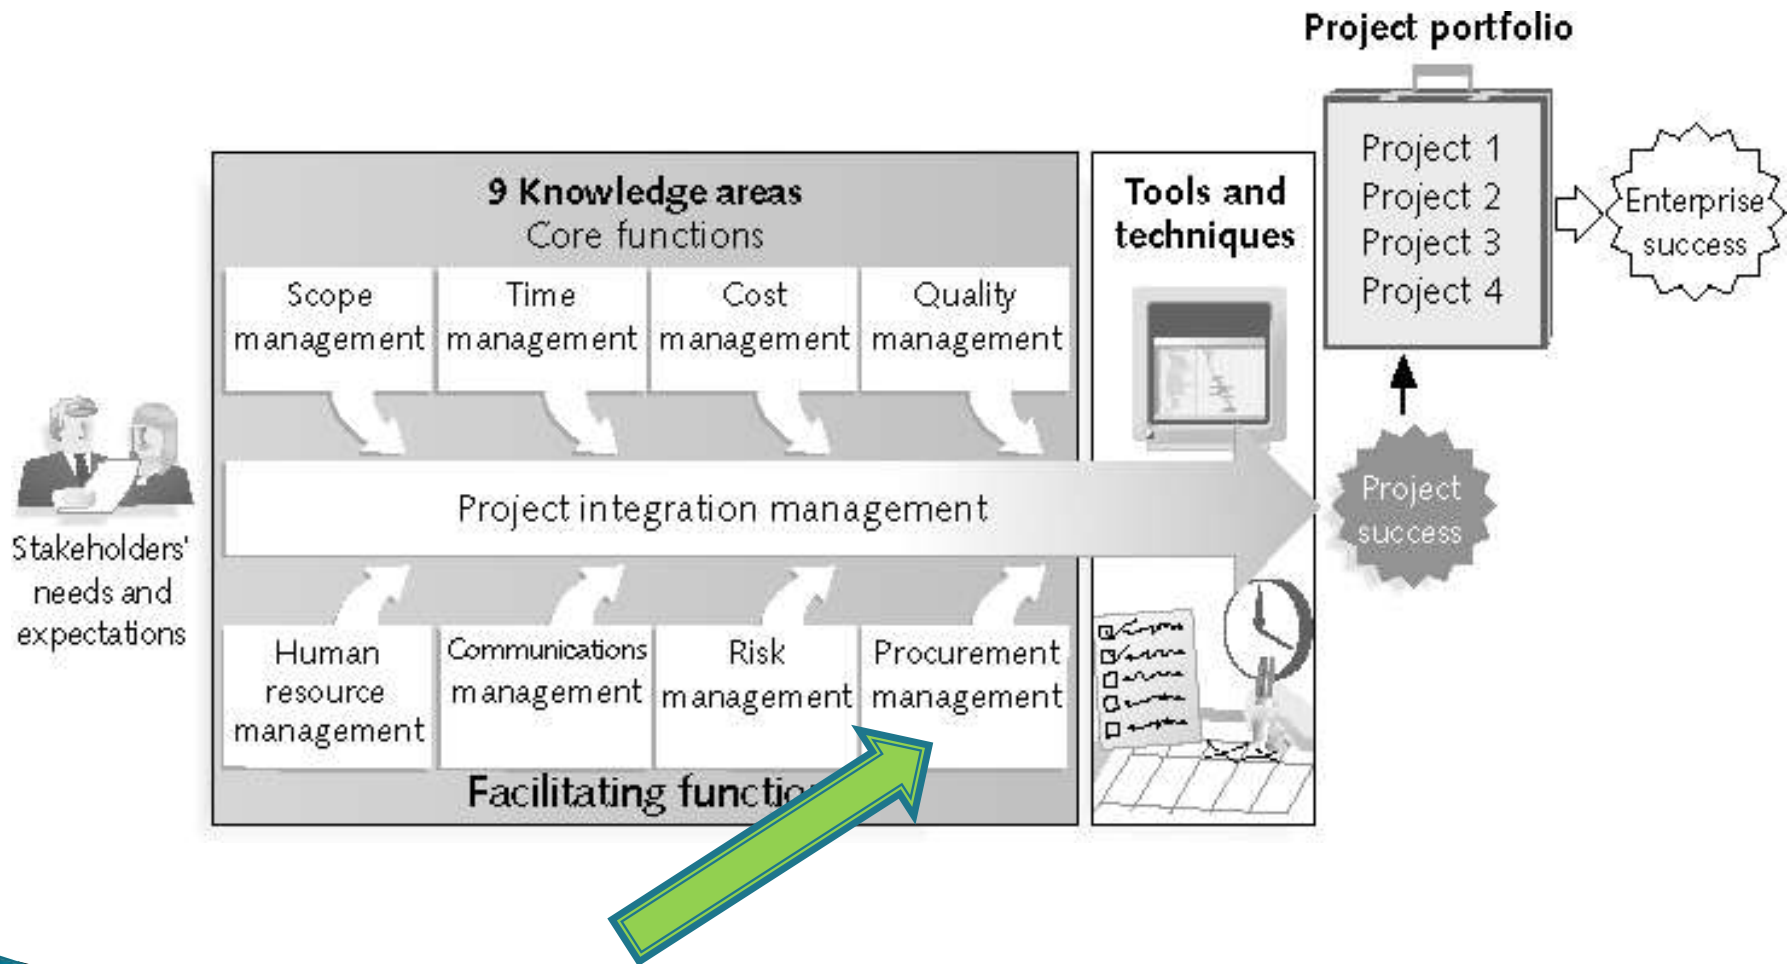 Project portfolio
Project 1
Project 2
Project 3
Project 4
Enterprise
success
9 Knowledge areas
Core functions
Scope
management
Time
management
Cost
management
Quality
management
Tools and
techniques
Stakeholders'
needs and
expectations
Project integration management
Project
success
Human
resource
management
Communications
management
Risk
management
Procurement
management
Facilitating function